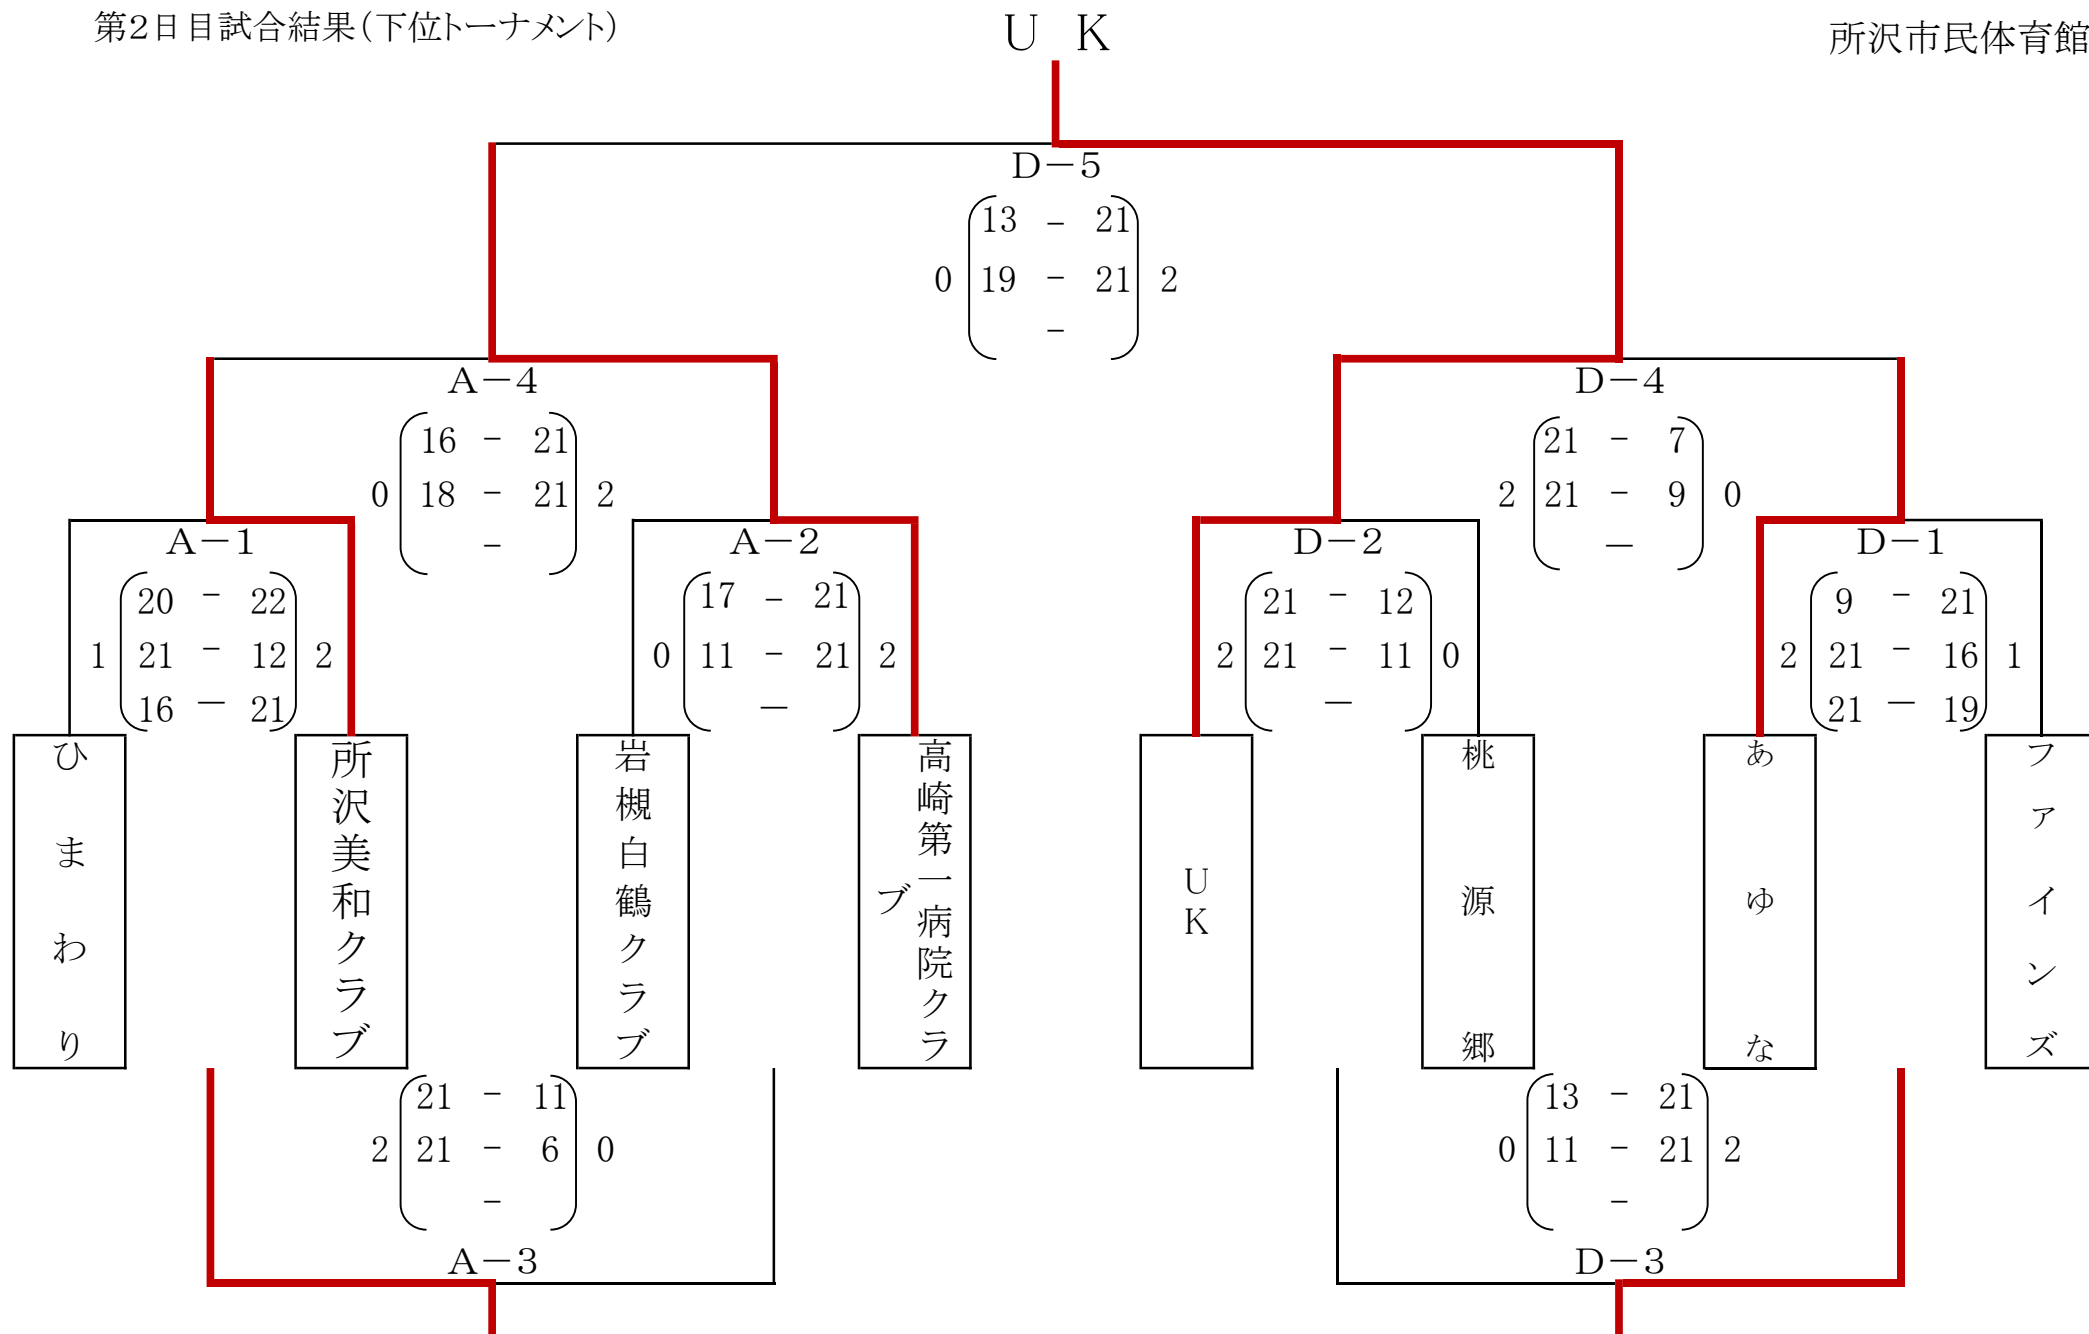 第2日目試合結果(下位トーナメント)
UK
所沢市民体育館
D-5
13 - 21
0 19 - 21 2
-
A-4
16 - 21
0 18 - 21 2
-
D-4
21 - 7
2 21 - 9 0
-
A-1
20 - 22
1 21 - 12 2
16 - 21
A-2
17 - 21
0 11 - 21 2
-
D-2
21 - 12
2 21 - 11 0
-
D-1
9 - 21
2 21 - 16 1
21 - 19
ひまわり
所沢美和クラブ
岩槻白鶴クラブ
高崎第一病院クラ
ブ
UK
桃源郷
あゆな
ファインズ
21 - 11
2 21 - 6 0
-
A-3
13 - 21
0 11 - 21 2
-
D-3